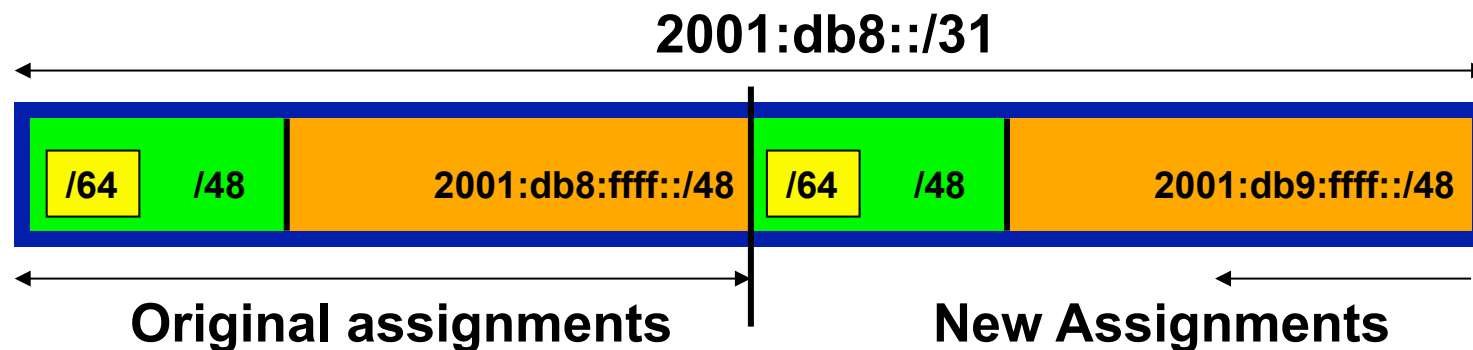 2001:db8::/31
/64 /48 2001:db8:ffff::/48 /64 /48 2001:db9:ffff::/48
Original assignments New Assignments